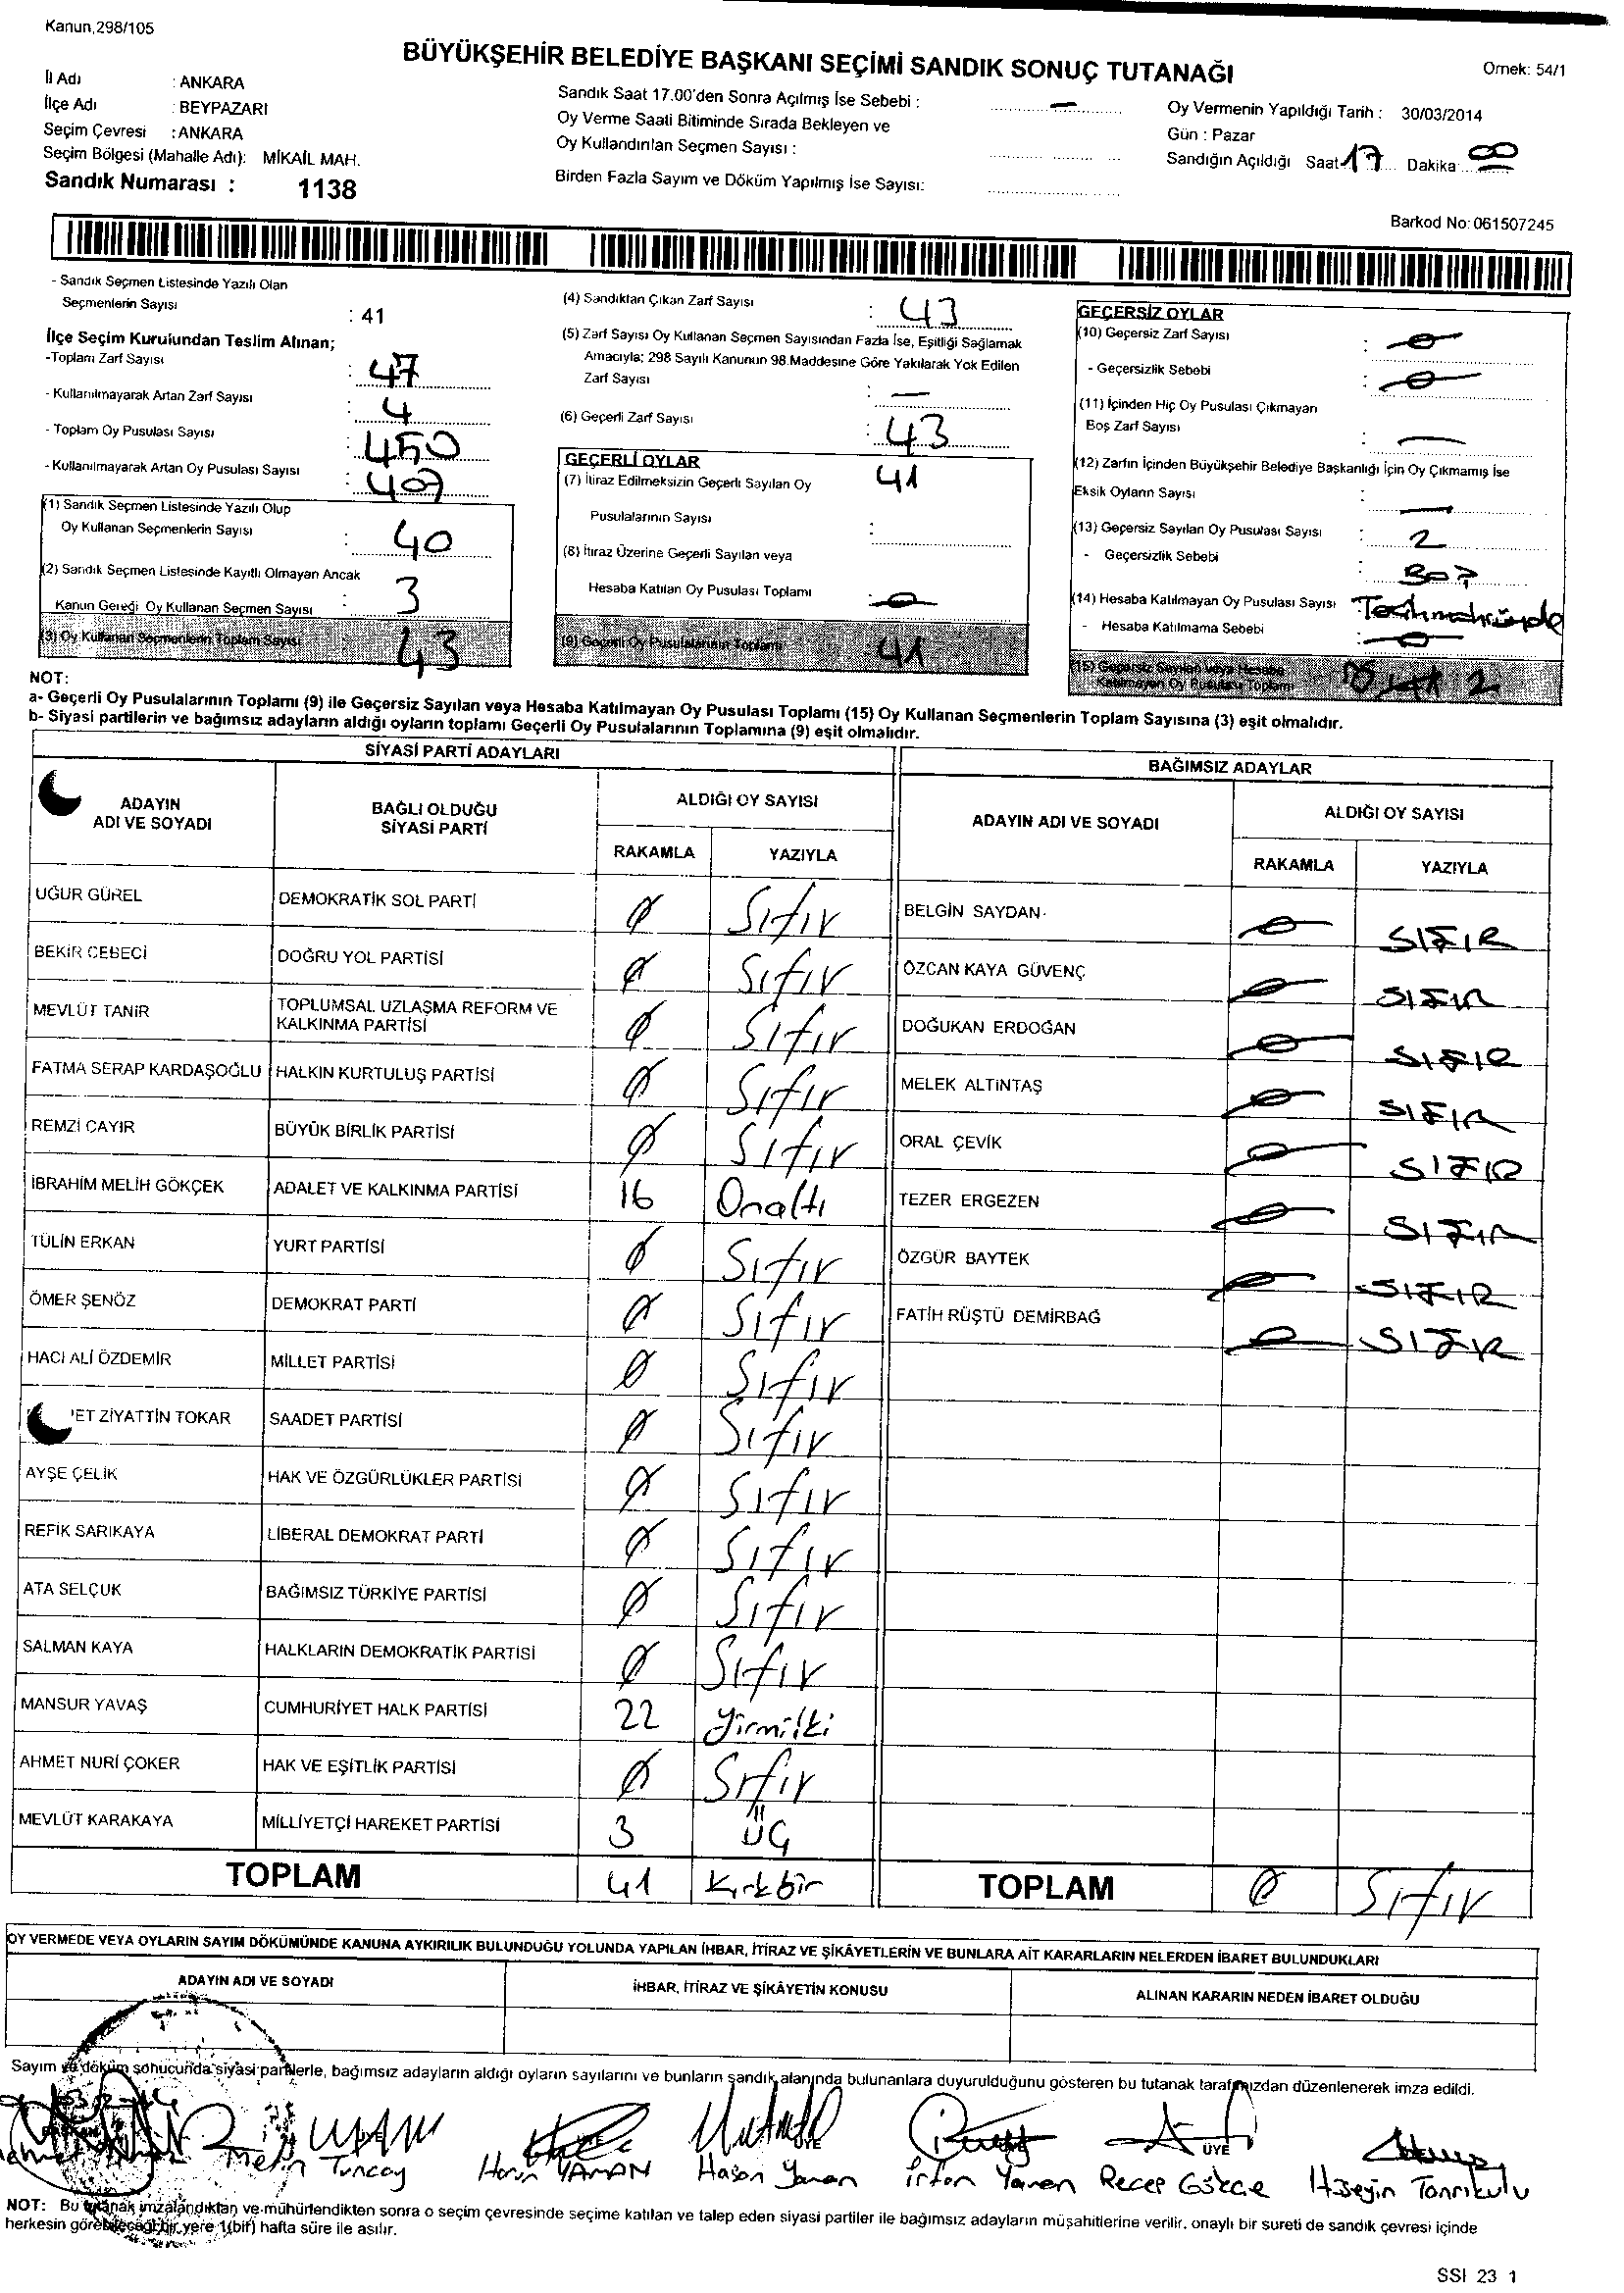 Kanun,298/105
BÜYÜKŞEHİR BELEDİYE BAŞKANI SEÇİMİ SANDIK SONUÇ TUTANAĞI
Örnek: 54/1
İl Adı : ANKARA
İlçe Adı : BEYPAZARI
Seçim Çevresi : ANKARA
Seçim Bölgesi (Mahalle Adı): MİKAİL MAH.
Sandık Numarası : 1138
Sandık Saat 17.00'den Sonra Açılmış İse Sebebi : —
Oy Verme Saati Bitiminde Sırada Bekleyen ve
Oy Kullandırılan Seçmen Sayısı :
Birden Fazla Sayım ve Döküm Yapılmış İse Sayısı:
Oy Vermenin Yapıldığı Tarih : 30/03/2014
Gün : Pazar
Sandığın Açıldığı Saat 17 Dakika: 00
Barkod No: 061507245
- Sandık Seçmen Listesinde Yazılı Olan
Seçmenlerin Sayısı : 41
İlçe Seçim Kurulundan Teslim Alınan;
-Toplam Zarf Sayısı : 47
- Kullanılmayarak Artan Zarf Sayısı : 4
- Toplam Oy Pusulası Sayısı : 450
- Kullanılmayarak Artan Oy Pusulası Sayısı : 407
(1) Sandık Seçmen Listesinde Yazılı Olup
Oy Kullanan Seçmenlerin Sayısı : 40
(2) Sandık Seçmen Listesinde Kayıtlı Olmayan Ancak
Kanun Gereği Oy Kullanan Seçmen Sayısı : 3
(3) Oy Kullanan Seçmenlerin Toplam Sayısı : 43
(4) Sandıktan Çıkan Zarf Sayısı : 43
(5) Zarf Sayısı Oy Kullanan Seçmen Sayısından Fazla İse, Eşitliği Sağlamak
Amacıyla; 298 Sayılı Kanunun 98.Maddesine Göre Yakılarak Yok Edilen
Zarf Sayısı : —
(6) Geçerli Zarf Sayısı : 43
GEÇERLİ OYLAR
(7) İtiraz Edilmeksizin Geçerli Sayılan Oy 41
Pusulalarının Sayısı :
(8) İtiraz Üzerine Geçerli Sayılan veya
Hesaba Katılan Oy Pusulası Toplamı : 0
(9) Geçerli Oy Pusulalarının Toplamı : 41
GEÇERSİZ OYLAR
(10) Geçersiz Zarf Sayısı : 0
- Geçersizlik Sebebi : 0
(11) İçinden Hiç Oy Pusulası Çıkmayan
Boş Zarf Sayısı : —
(12) Zarfın İçinden Büyükşehir Belediye Başkanlığı İçin Oy Çıkmamış İse
Eksik Oyların Sayısı : —
(13) Geçersiz Sayılan Oy Pusulası Sayısı : 2
- Geçersizlik Sebebi :
(14) Hesaba Katılmayan Oy Pusulası Sayısı
- Hesaba Katılmama Sebebi : 0
(15) Geçersiz Sayılan veya Hesaba
Katılmayan Oy Pusulası Toplamı 2
NOT:
a- Geçerli Oy Pusulalarının Toplamı (9) ile Geçersiz Sayılan veya Hesaba Katılmayan Oy Pusulası Toplamı (15) Oy Kullanan Seçmenlerin Toplam Sayısına (3) eşit olmalıdır.
b- Siyasi partilerin ve bağımsız adayların aldığı oyların toplamı Geçerli Oy Pusulalarının Toplamına (9) eşit olmalıdır.
SİYASİ PARTİ ADAYLARI
ADAYIN ADI VE SOYADI BAĞLI OLDUĞU SİYASİ PARTİ ALDIĞI OY SAYISI
RAKAMLA YAZIYLA
UĞUR GÜREL DEMOKRATİK SOL PARTİ 0 Sıfır
BEKİR CEBECİ DOĞRU YOL PARTİSİ 0 Sıfır
MEVLÜT TANIR TOPLUMSAL UZLAŞMA REFORM VE KALKINMA PARTİSİ 0 Sıfır
FATMA SERAP KARDAŞOĞLU HALKIN KURTULUŞ PARTİSİ 0 Sıfır
REMZİ ÇAYIR BÜYÜK BİRLİK PARTİSİ 0 Sıfır
İBRAHİM MELİH GÖKÇEK ADALET VE KALKINMA PARTİSİ 16 Onaltı
TÜLİN ERKAN YURT PARTİSİ 0 Sıfır
ÖMER ŞENÖZ DEMOKRAT PARTİ 0 Sıfır
HACI ALİ ÖZDEMİR MİLLET PARTİSİ 0 Sıfır
ET ZİYATTİN TOKAR SAADET PARTİSİ 0 Sıfır
AYŞE ÇELİK HAK VE ÖZGÜRLÜKLER PARTİSİ 0 Sıfır
REFİK SARIKAYA LİBERAL DEMOKRAT PARTİ 0 Sıfır
ATA SELÇUK BAĞIMSIZ TÜRKİYE PARTİSİ 0 Sıfır
SALMAN KAYA HALKLARIN DEMOKRATİK PARTİSİ 0 Sıfır
MANSUR YAVAŞ CUMHURİYET HALK PARTİSİ 22 Yirmiiki
AHMET NURİ ÇOKER HAK VE EŞİTLİK PARTİSİ 0 Sıfır
MEVLÜT KARAKAYA MİLLİYETÇİ HAREKET PARTİSİ 3 ÜÇ
TOPLAM 41 Kırkbir
BAĞIMSIZ ADAYLAR
ADAYIN ADI VE SOYADI ALDIĞI OY SAYISI
RAKAMLA YAZIYLA
BELGİN SAYDAN 0 SIFIR
ÖZCAN KAYA GÜVENÇ 0 SIFIR
DOĞUKAN ERDOĞAN 0 SIFIR
MELEK ALTINTAŞ 0 SIFIR
ORAL ÇEVİK 0 SIFIR
TEZER ERGEZEN 0 SIFIR
ÖZGÜR BAYTEK 0 SIFIR
FATİH RÜŞTÜ DEMİRBAĞ 0 SIFIR
TOPLAM 0 Sıfır
OY VERMEDE VEYA OYLARIN SAYIM DÖKÜMÜNDE KANUNA AYKIRILIK BULUNDUĞU YOLUNDA YAPILAN İHBAR, İTİRAZ VE ŞİKÂYETLERİN VE BUNLARA AİT KARARLARIN NELERDEN İBARET BULUNDUKLARI
ADAYIN ADI VE SOYADI İHBAR, İTİRAZ VE ŞİKÂYETİN KONUSU ALINAN KARARIN NEDEN İBARET OLDUĞU
Sayım ve döküm sonucunda siyasi partilerle, bağımsız adayların aldığı oyların sayılarını ve bunların sandık alanında bulunanlara duyurulduğunu gösteren bu tutanak tarafımızdan düzenlenerek imza edildi.
ÜYE
Metin Tuncay Harun YAMAN Hasan Yaman İrfan Yaman Recep Gökçe Hüseyin Tanrıkulu
NOT: Bu tutanak imzalandıktan ve mühürlendikten sonra o seçim çevresinde seçime katılan ve talep eden siyasi partiler ile bağımsız adayların müşahitlerine verilir, onaylı bir sureti de sandık çevresi içinde
herkesin görebileceği bir yere 1(bir) hafta süre ile asılır.
SSI 23 1